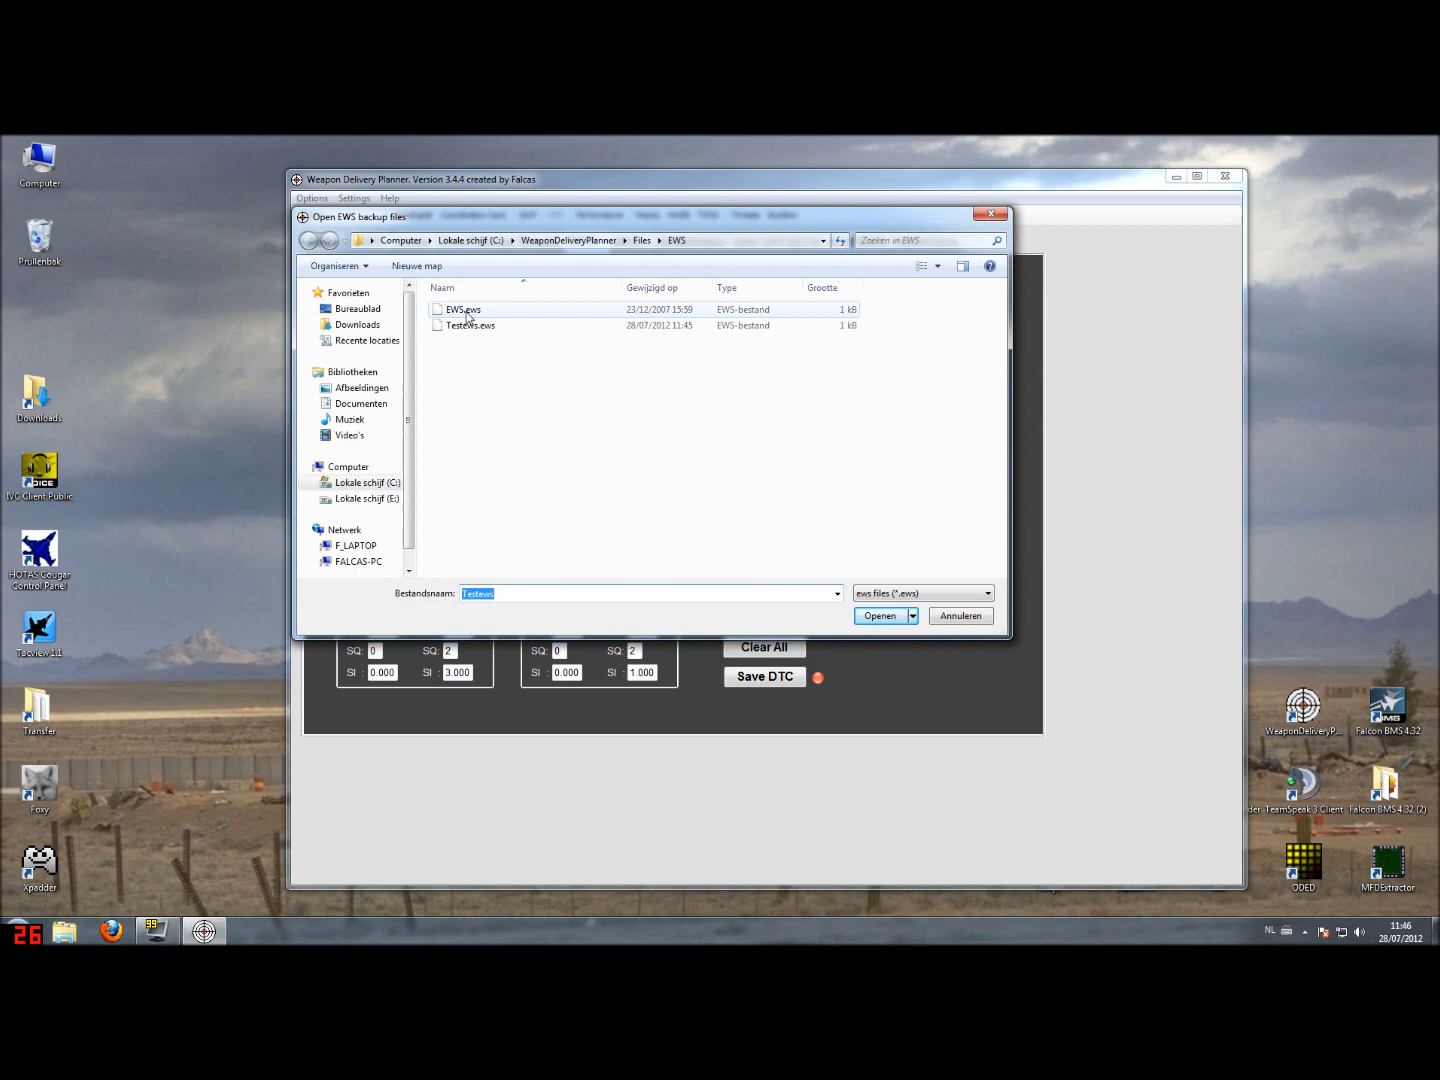 Computer
Prullenbak
Downloads
IVC Client Public
HOTAS Cougar
Control Panel
Tacview 1.1
Transfer
Foxy
Xpadder
Weapon Delivery Planner. Version 3.4.4 created by Falcas
Options Settings Help
Open EWS backup files
Computer Lokale schijf (C:) WeaponDeliveryPlanner Files EWS
Zoeken in EWS
Organiseren Nieuwe map
Naam Gewijzigd op Type Grootte
EWS.ews 23/12/2007 15:59 EWS-bestand 1 kB
Testews.ews 28/07/2012 11:45 EWS-bestand 1 kB
Favorieten
Bureaublad
Downloads
Recente locaties
Bibliotheken
Afbeeldingen
Documenten
Muziek
Video's
Computer
Lokale schijf (C:)
Lokale schijf (E:)
Netwerk
F_LAPTOP
FALCAS-PC
Bestandsnaam: Testews ews files (*.ews)
Openen Annuleren
SQ: 0 SQ: 2 SQ: 0 SQ: 2 Clear All
SI : 0.000 SI : 3.000 SI : 0.000 SI : 1.000 Save DTC
WeaponDeliveryP... Falcon BMS 4.32
der TeamSpeak 3 Client Falcon BMS 4.32 (2)
ODED MFDExtractor
26
99
NL
11:46
28/07/2012